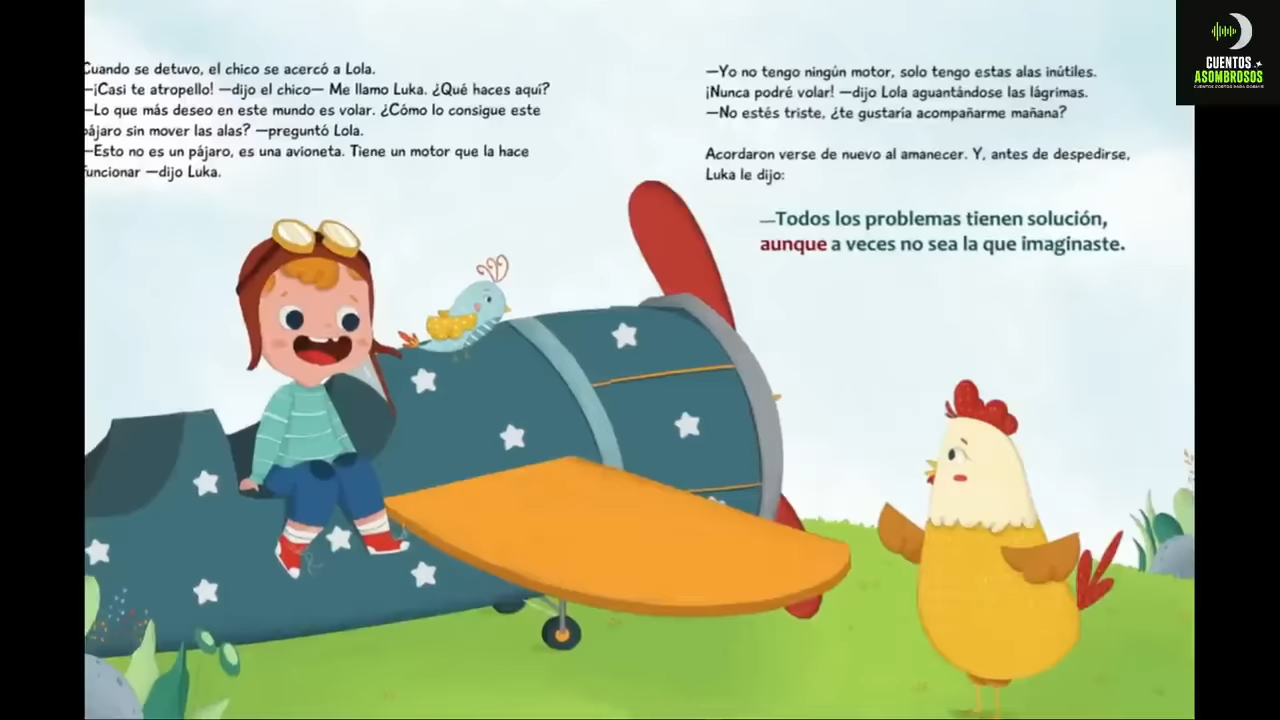 Cuando se detuvo, el chico se acercó a Lola.
—¡Casi te atropello! —dijo el chico— Me llamo Luka. ¿Qué haces aquí?
—Lo que más deseo en este mundo es volar. ¿Cómo lo consigue este
pájaro sin mover las alas? —preguntó Lola.
—Esto no es un pájaro, es una avioneta. Tiene un motor que la hace
funcionar —dijo Luka.
—Yo no tengo ningún motor, solo tengo estas alas inútiles.
¡Nunca podré volar! —dijo Lola aguantándose las lágrimas.
—No estés triste, ¿te gustaría acompañarme mañana?
Acordaron verse de nuevo al amanecer. Y, antes de despedirse,
Luka le dijo:
—Todos los problemas tienen solución,
aunque a veces no sea la que imaginaste.
CUENTOS
ASOMBROSOS
CUENTOS CORTOS PARA DORMIR